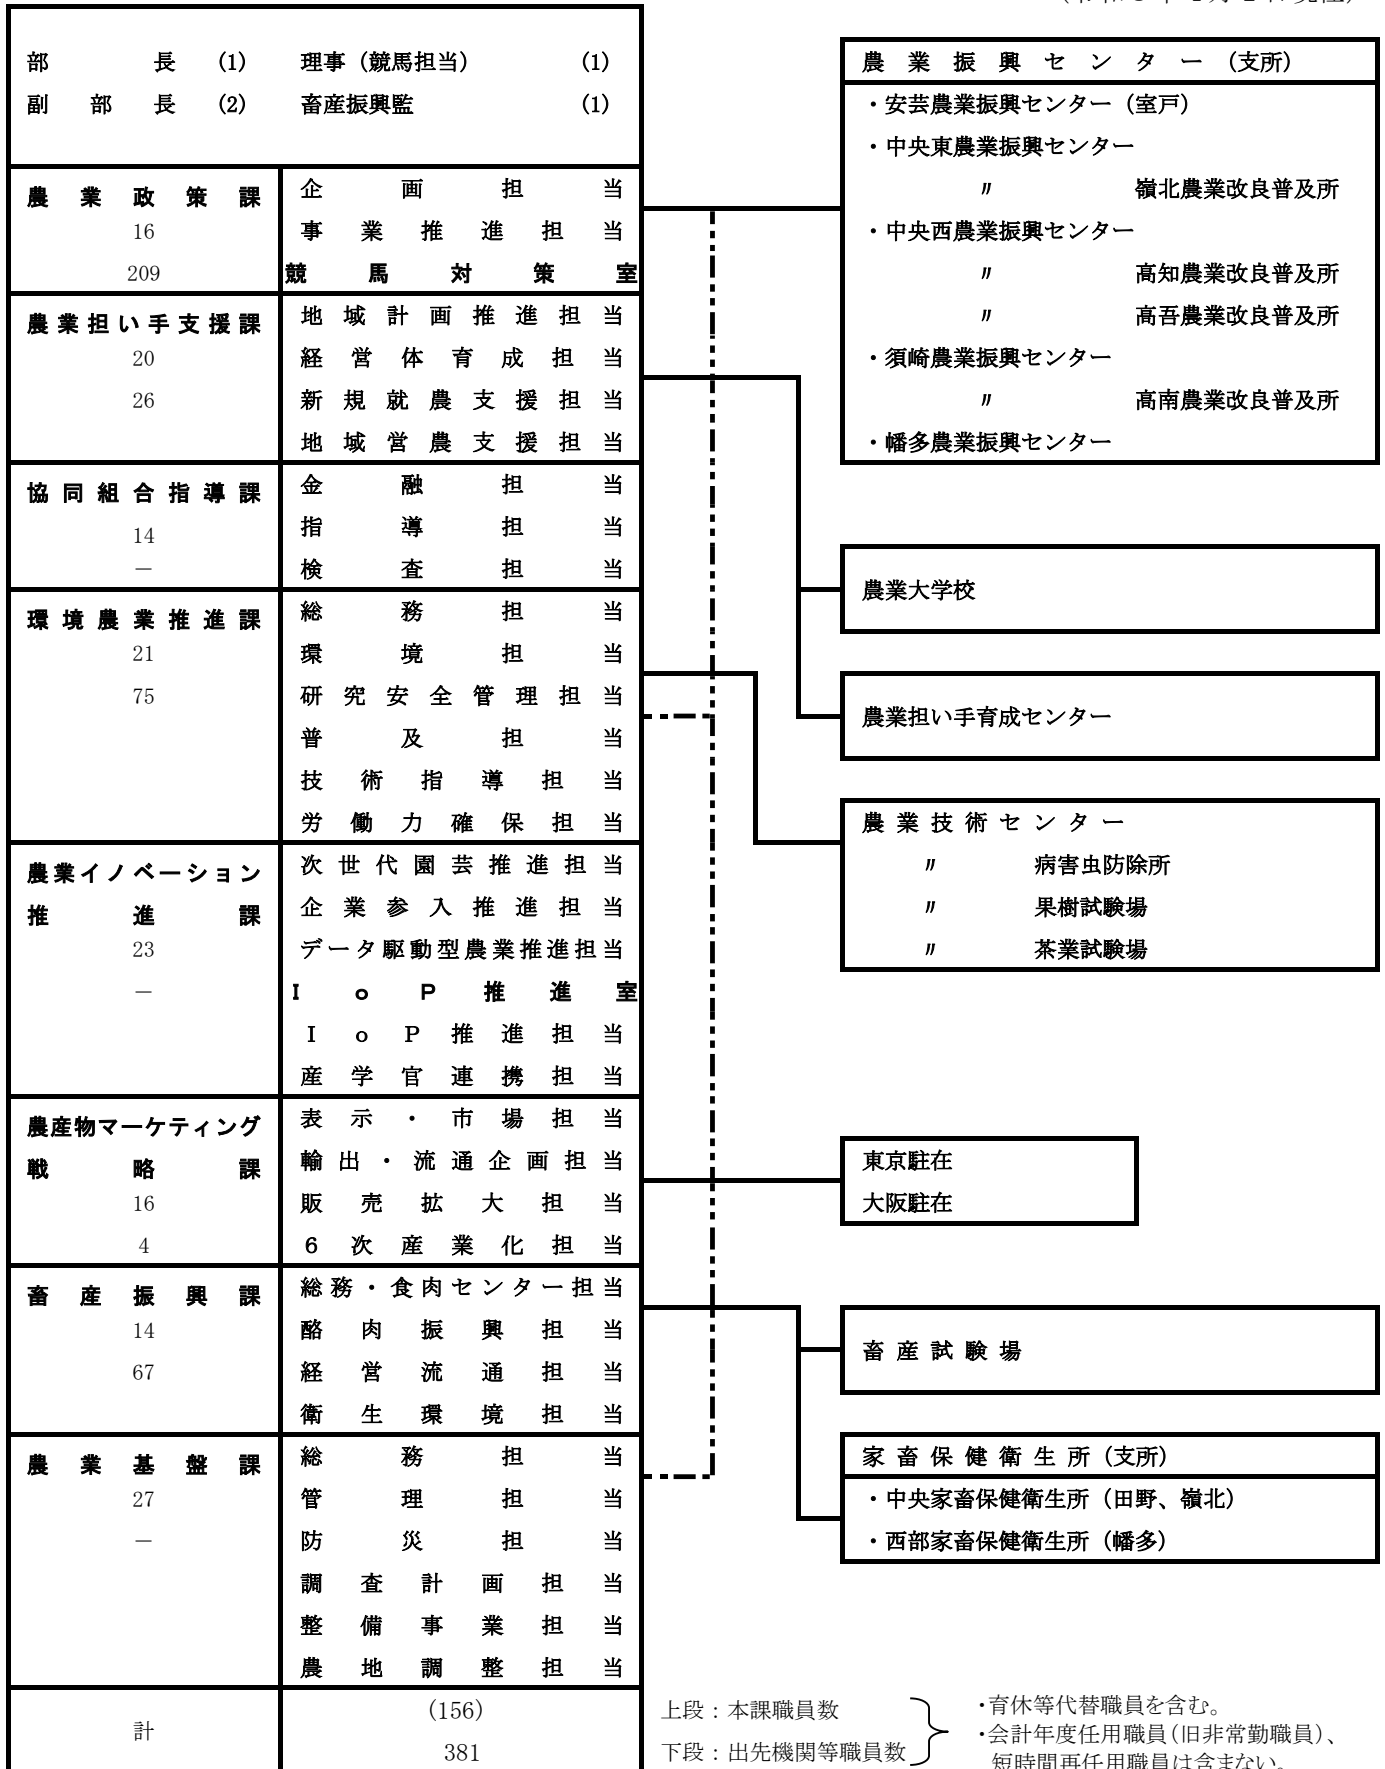 部長 (1) 理事（競馬担当） (1)
副部長 (2) 畜産振興監 (1)
農業政策課
16
209
企画担当
事業推進担当
競馬対策室
農業担い手支援課
20
26
地域計画推進担当
経営体育成担当
新規就農支援担当
地域営農支援担当
協同組合指導課
14
－
金融担当
指導担当
検査担当
環境農業推進課
21
75
総務担当
環境担当
研究安全管理担当
普及担当
技術指導担当
労働力確保担当
農業イノベーション
推進課
23
－
次世代園芸推進担当
企業参入推進担当
データ駆動型農業推進担当
ＩｏＰ推進室
ＩｏＰ推進担当
産学官連携担当
農産物マーケティング
戦略課
16
4
表示・市場担当
輸出・流通企画担当
販売拡大担当
６次産業化担当
畜産振興課
14
67
総務・食肉センター担当
酪肉振興担当
経営流通担当
衛生環境担当
農業基盤課
27
－
総務担当
管理担当
防災担当
調査計画担当
整備事業担当
農地調整担当
計
(156)
381
農業振興センター（支所）
・安芸農業振興センター（室戸）
・中央東農業振興センター
〃 嶺北農業改良普及所
・中央西農業振興センター
〃 高知農業改良普及所
〃 高吾農業改良普及所
・須崎農業振興センター
〃 高南農業改良普及所
・幡多農業振興センター
農業大学校
農業担い手育成センター
農業技術センター
〃 病害虫防除所
〃 果樹試験場
〃 茶業試験場
東京駐在
大阪駐在
畜産試験場
家畜保健衛生所（支所）
・中央家畜保健衛生所（田野、嶺北）
・西部家畜保健衛生所（幡多）
上段：本課職員数
下段：出先機関等職員数
・育休等代替職員を含む。
・会計年度任用職員（旧非常勤職員）、
短時間再任用職員は含まない。